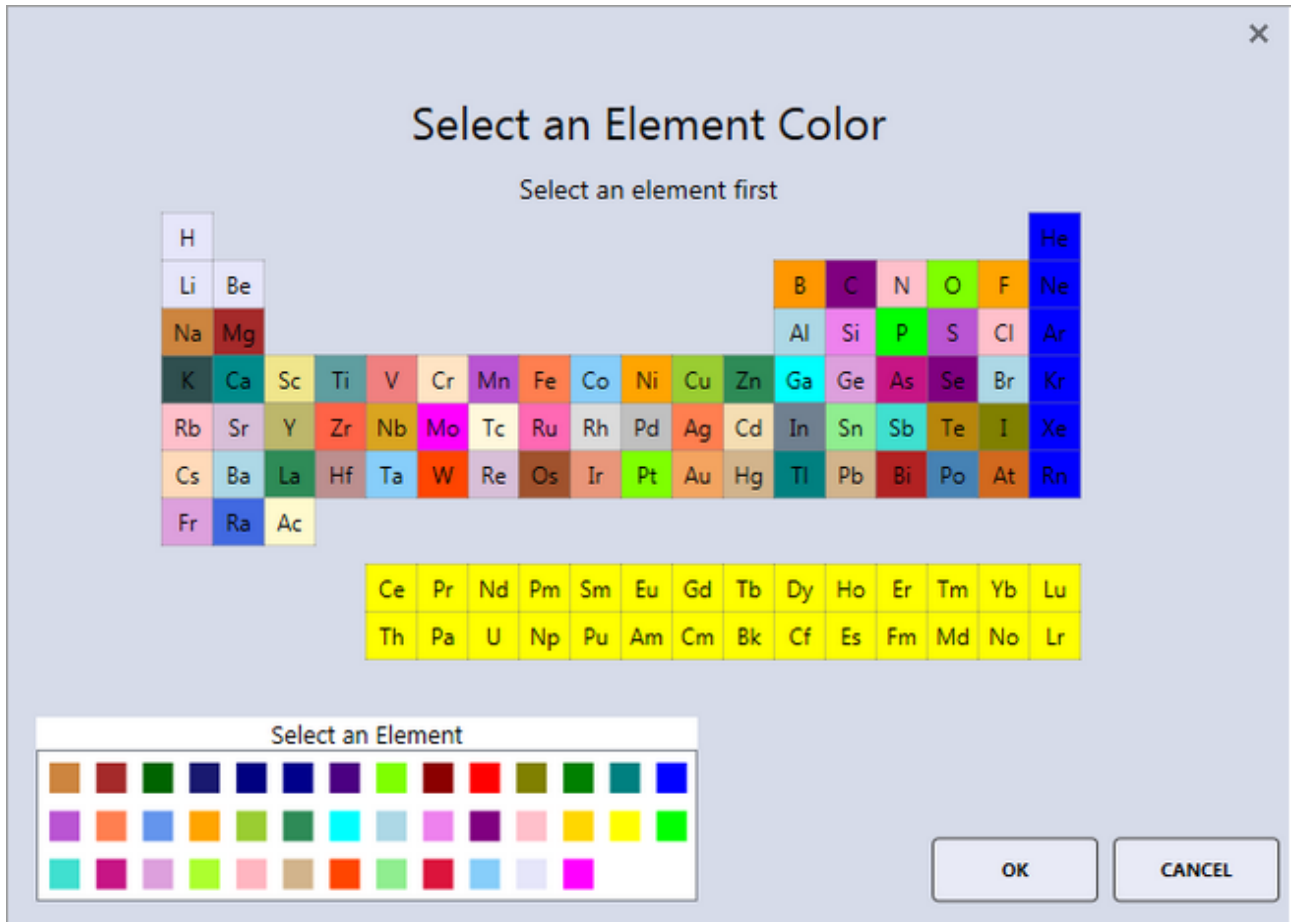 ×
Select an Element Color
Select an element first
H He
Li Be B C N O F Ne
Na Mg Al Si P S Cl Ar
K Ca Sc Ti V Cr Mn Fe Co Ni Cu Zn Ga Ge As Se Br Kr
Rb Sr Y Zr Nb Mo Tc Ru Rh Pd Ag Cd In Sn Sb Te I Xe
Cs Ba La Hf Ta W Re Os Ir Pt Au Hg Tl Pb Bi Po At Rn
Fr Ra Ac
Ce Pr Nd Pm Sm Eu Gd Tb Dy Ho Er Tm Yb Lu
Th Pa U Np Pu Am Cm Bk Cf Es Fm Md No Lr
Select an Element
OK CANCEL